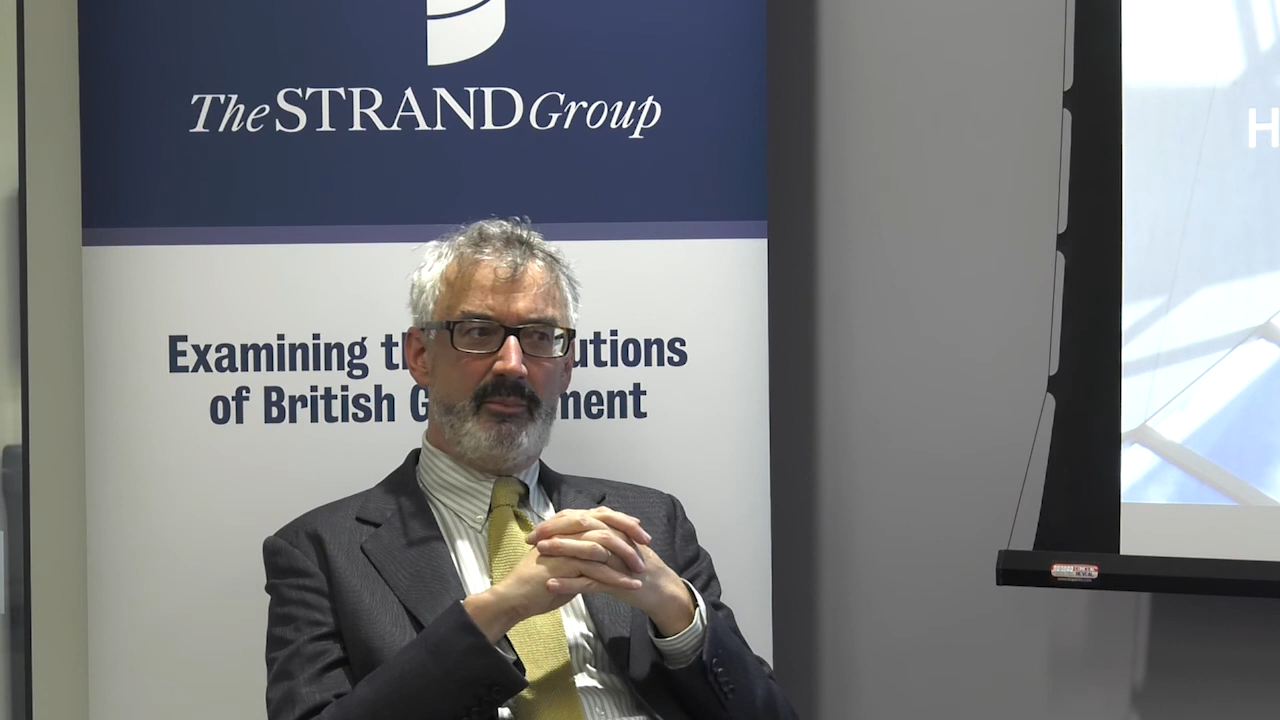 The STRAND Group
H
Examining th utions
of British G ment